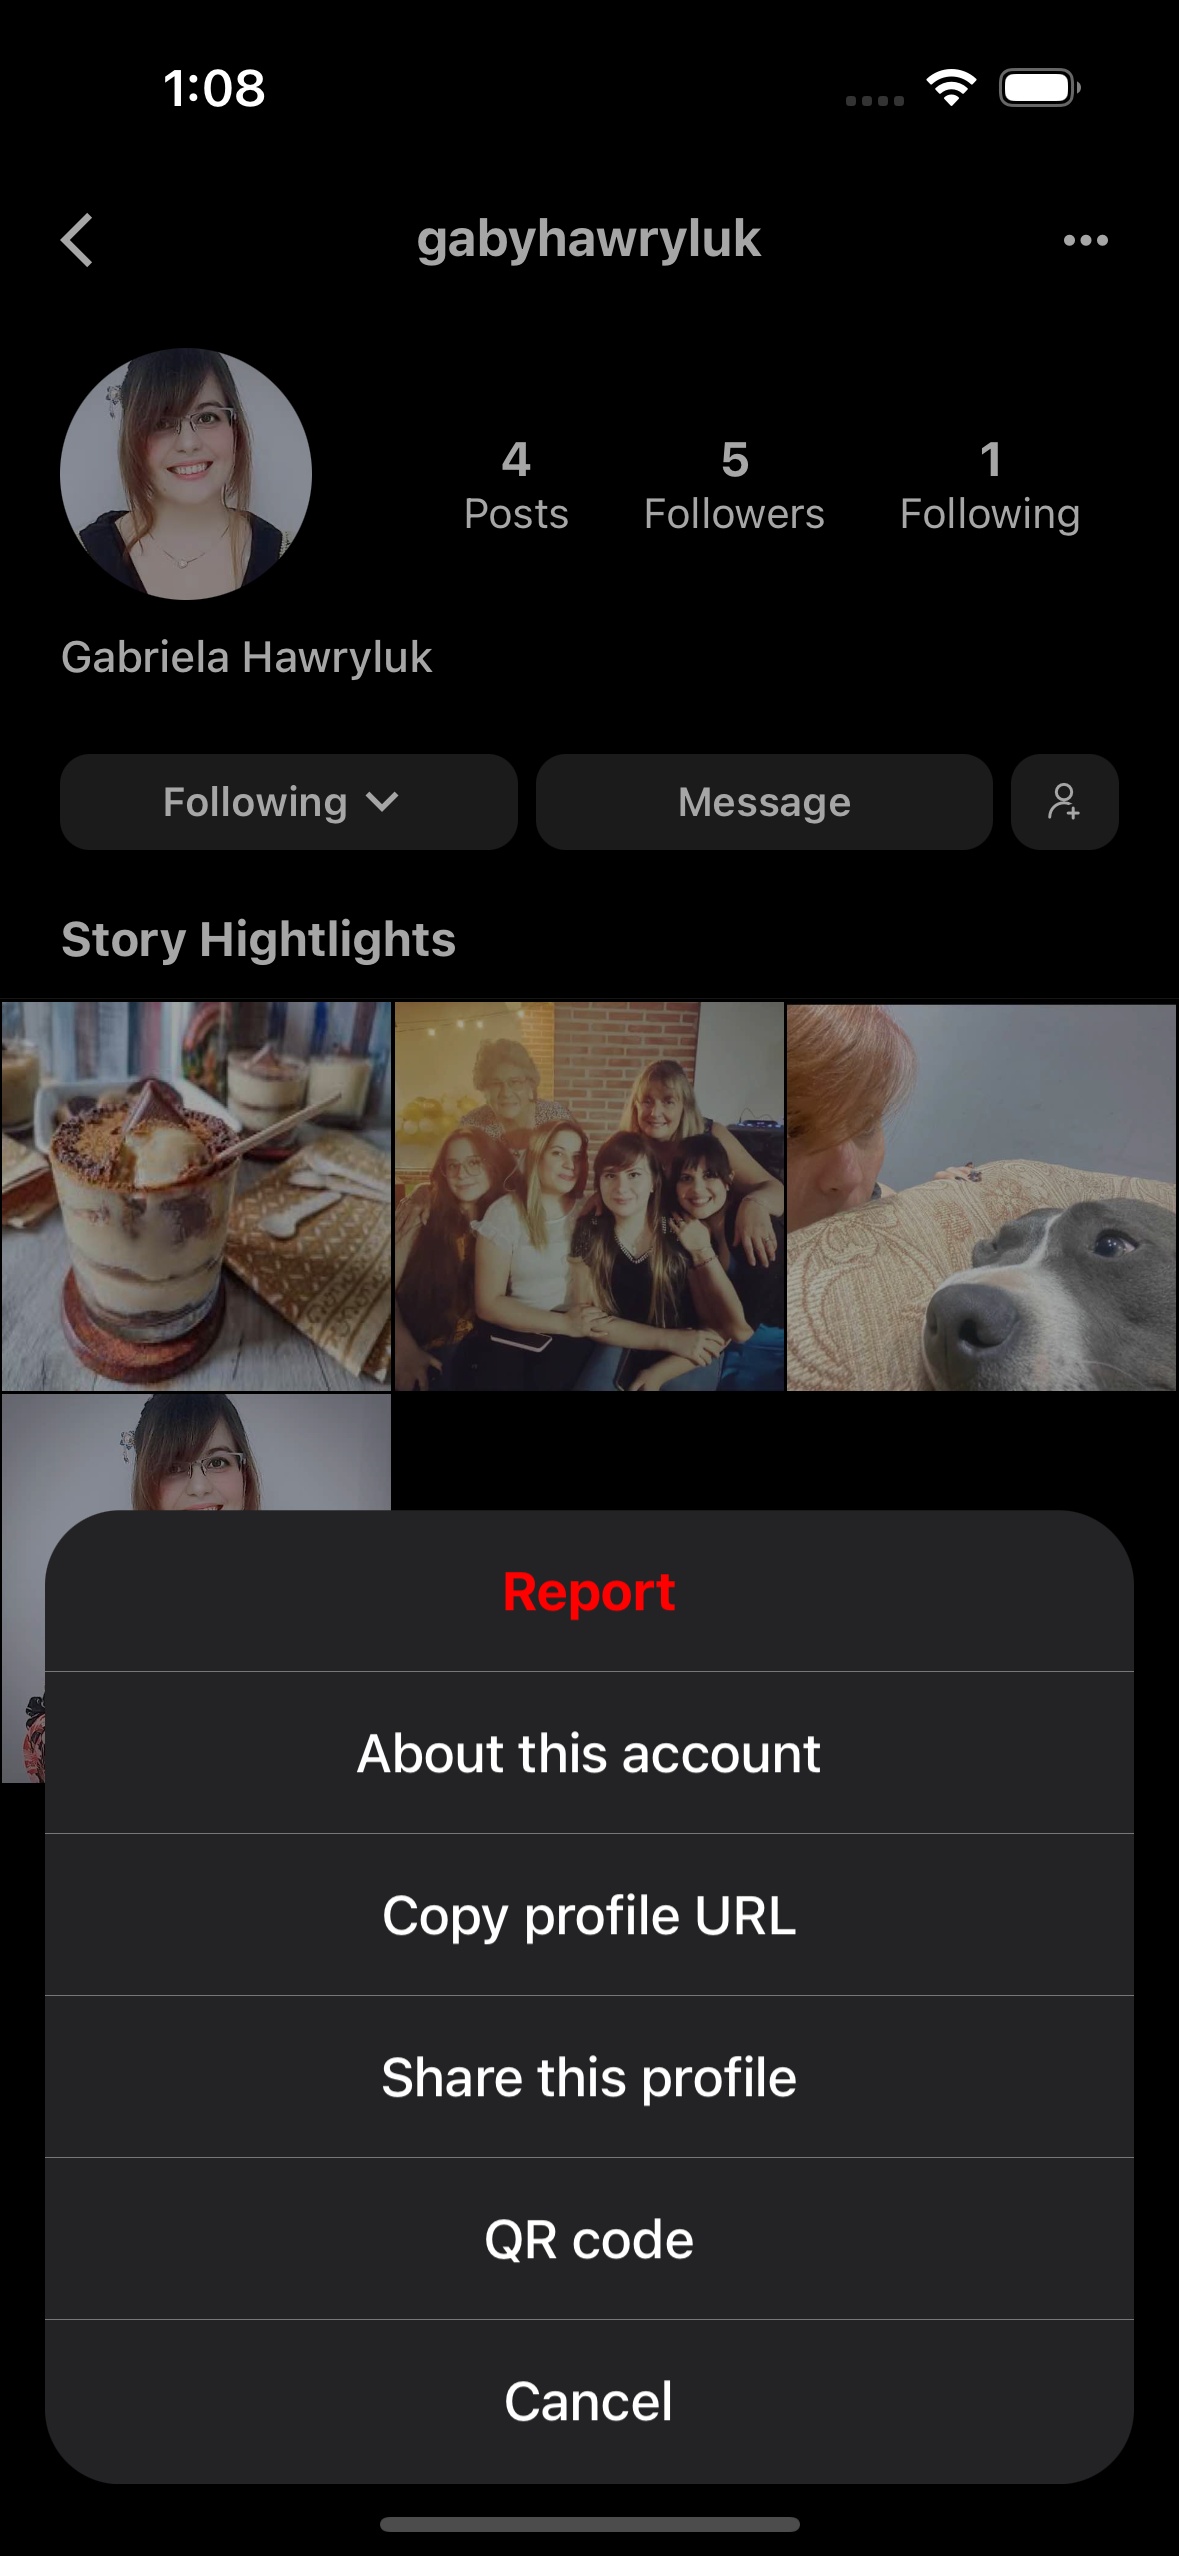 1:08
gabyhawryluk
4 5 1
Posts Followers Following
Gabriela Hawryluk
Following Message
Story Hightlights
Report
About this account
Copy profile URL
Share this profile
QR code
Cancel